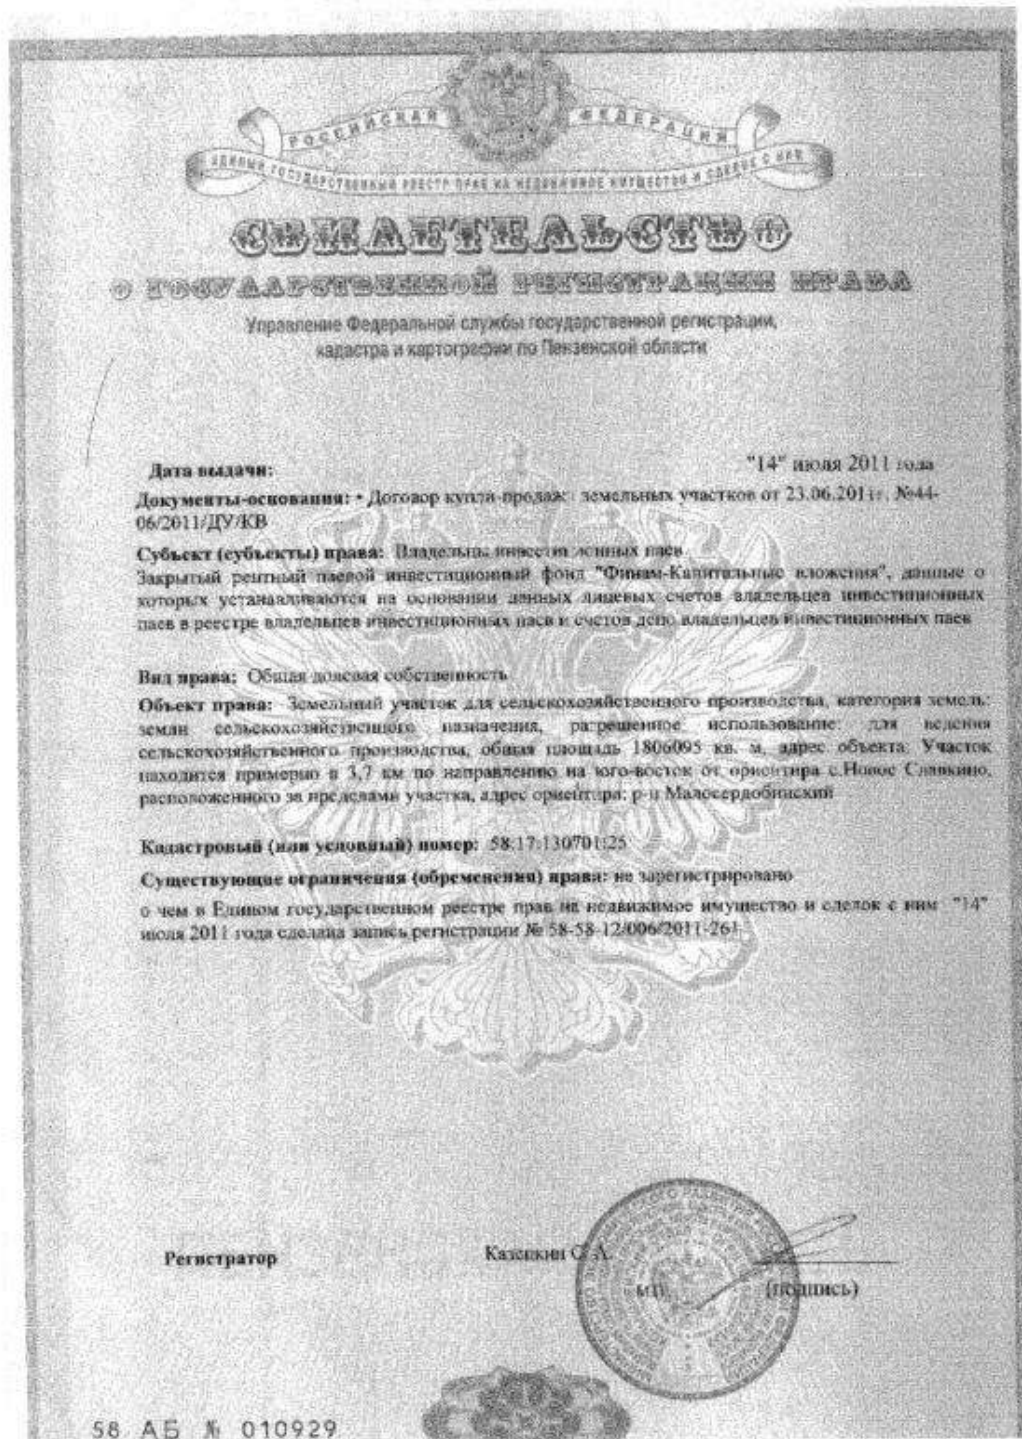 РОССИЙСКАЯ ФЕДЕРАЦИЯ
ЕДИНЫЙ ГОСУДАРСТВЕННЫЙ РЕЕСТР ПРАВ НА НЕДВИЖИМОЕ ИМУЩЕСТВО И СДЕЛОК С НИМ
СВИДЕТЕЛЬСТВО
О ГОСУДАРСТВЕННОЙ РЕГИСТРАЦИИ ПРАВА
Управление Федеральной службы государственной регистрации,
кадастра и картографии по Пензенской области
Дата выдачи: "14" июля 2011 года
Документы-основания: • Договор купли-продажи земельных участков от 23.06.2011г. №44-
06/2011/ДУ/КВ
Субъект (субъекты) права: Владельцы инвестиционных паев
Закрытый рентный паевой инвестиционный фонд "Финам-Капитальные вложения", данные о
которых устанавливаются на основании данных лицевых счетов владельцев инвестиционных
паев в реестре владельцев инвестиционных паев и счетов депо владельцев инвестиционных паев
Вид права: Общая долевая собственность
Объект права: Земельный участок для сельскохозяйственного производства, категория земель:
земли сельскохозяйственного назначения, разрешенное использование: для ведения
сельскохозяйственного производства, общая площадь 1806095 кв. м, адрес объекта: Участок
находится примерно в 3,7 км по направлению на юго-восток от ориентира с.Новое Славкино,
расположенного за пределами участка, адрес ориентира: р-н Малосердобинский
Кадастровый (или условный) номер: 58:17:130701:25
Существующие ограничения (обременения) права: не зарегистрировано
о чем в Едином государственном реестре прав на недвижимое имущество и сделок с ним "14"
июля 2011 года сделана запись регистрации № 58-58-12/006/2011-261
Регистратор Казенкин С. А.
М.П. (подпись)
58 АБ № 010929